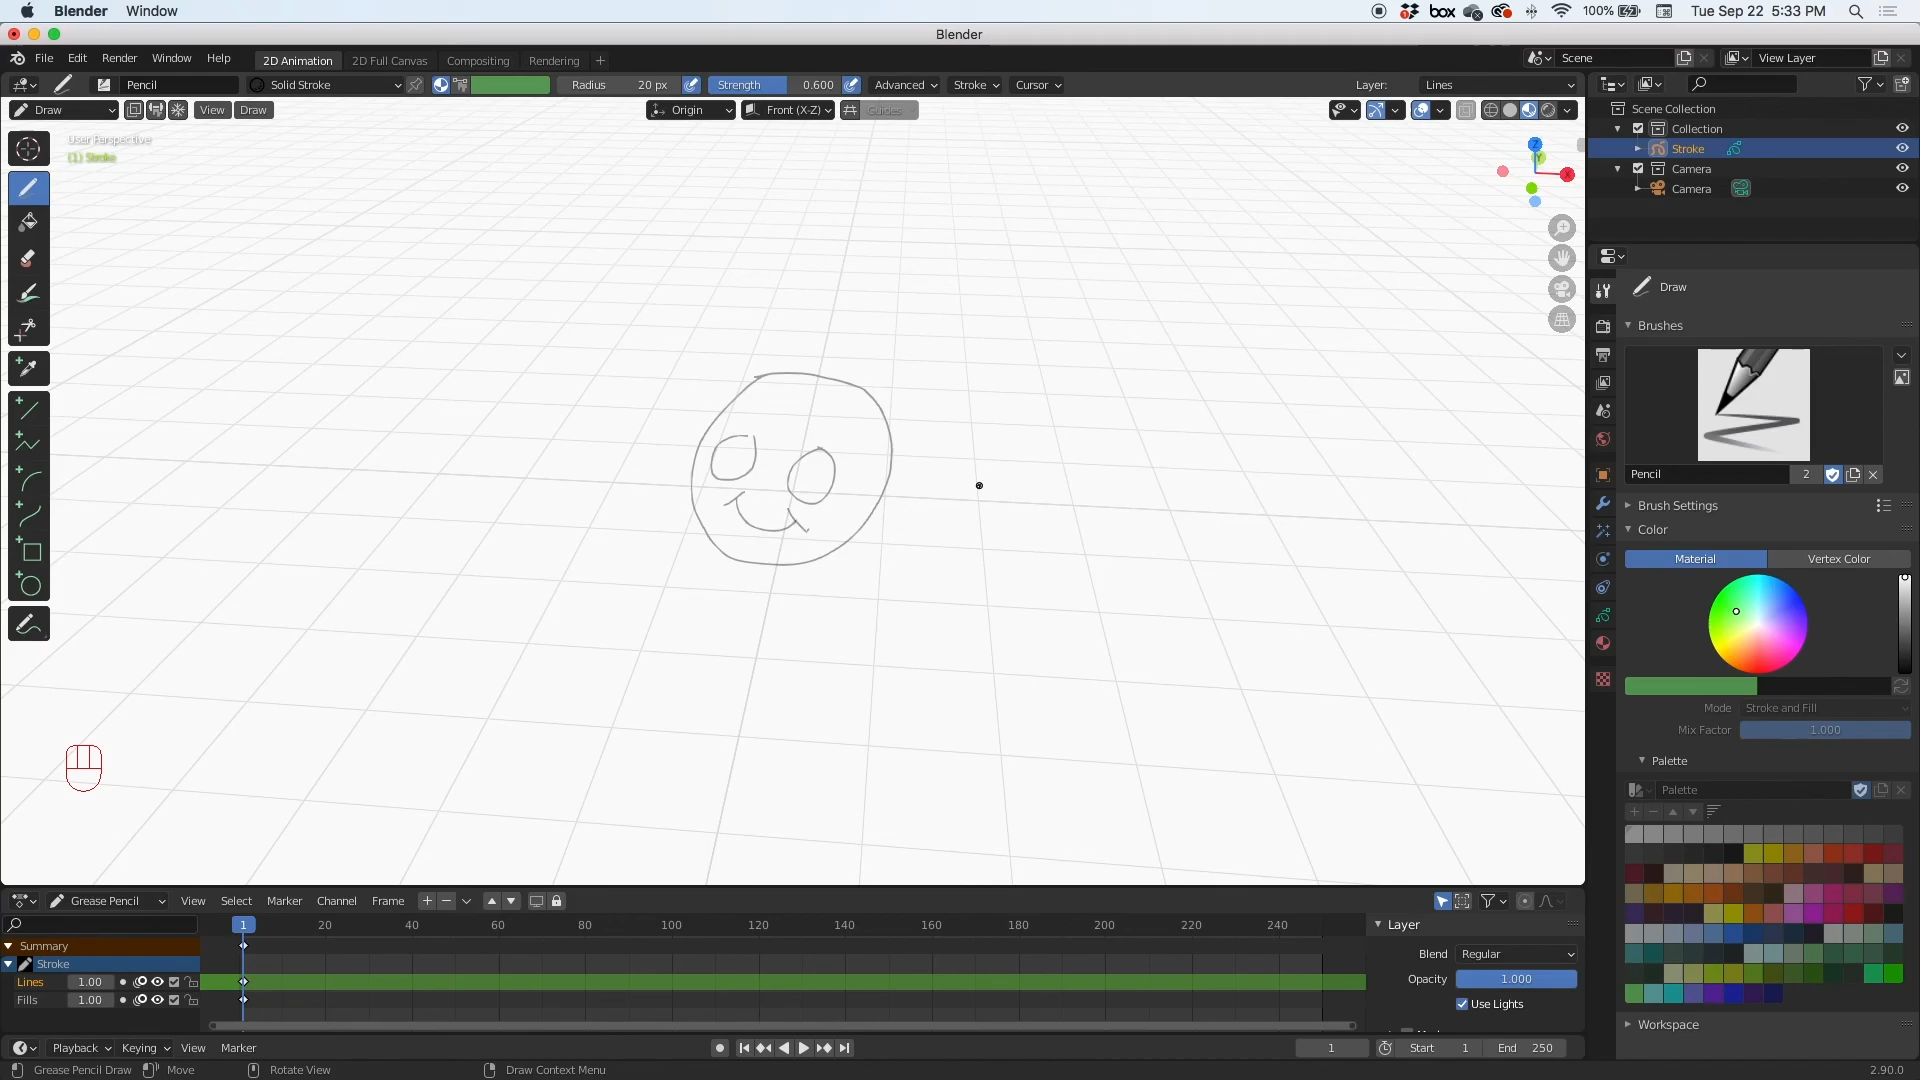 Blender Window 100% Tue Sep 22 5:33 PM
box
Blender
File Edit Render Window Help 2D Animation 2D Full Canvas Compositing Rendering + Scene View Layer
Pencil Solid Stroke Radius 20 px Strength 0.600 Advanced Stroke Cursor Layer: Lines
Draw View Draw Origin Front (X-Z) Guides
User Perspective
(1) Stroke
Z
Y
X
Scene Collection
Collection
Stroke
Camera
Camera
Draw
Brushes
Pencil 2
Brush Settings
Color
Material Vertex Color
Mode Stroke and Fill
Mix Factor 1.000
Palette
Palette
Workspace
Grease Pencil View Select Marker Channel Frame
1 20 40 60 80 100 120 140 160 180 200 220 240
Summary
Stroke
Lines 1.00
Fills 1.00
Layer
Blend Regular
Opacity 1.000
Use Lights
Playback Keying View Marker 1 Start 1 End 250
Grease Pencil Draw Move Rotate View Draw Context Menu 2.90.0